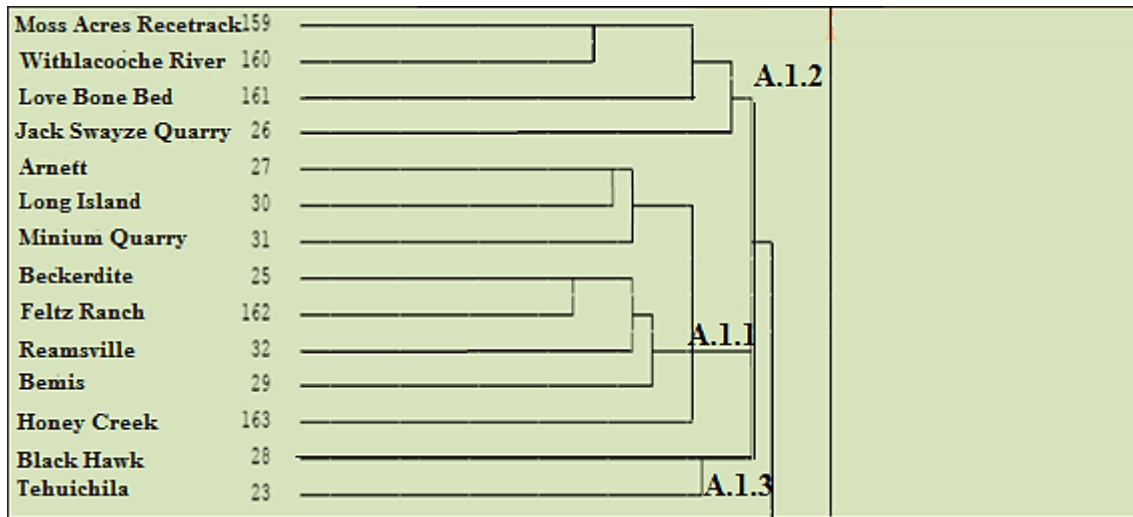 Moss Acres Recetrack 159
Withlacooche River 160
A.1.2
Love Bone Bed 161
Jack Swayze Quarry 26
Arnett 27
Long Island 30
Minium Quarry 31
Beckerdite 25
Feltz Ranch 162
A.1.1
Reamsville 32
Bemis 29
Honey Creek 163
Black Hawk 28
Tehuichila 23
A.1.3